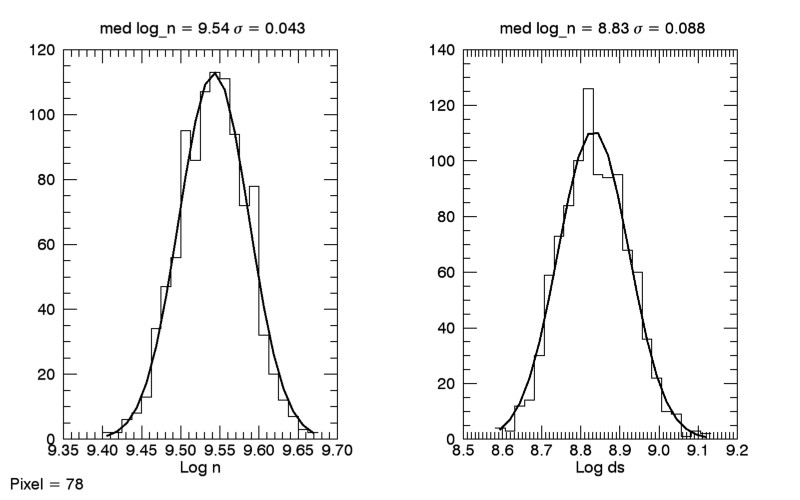 med log_n = 9.54 σ = 0.043
med log_n = 8.83 σ = 0.088
120
100
80
60
40
20
0
9.35 9.40 9.45 9.50 9.55 9.60 9.65 9.70
Log n
140
120
100
80
60
40
20
0
8.5 8.6 8.7 8.8 8.9 9.0 9.1 9.2
Log ds
Pixel = 78